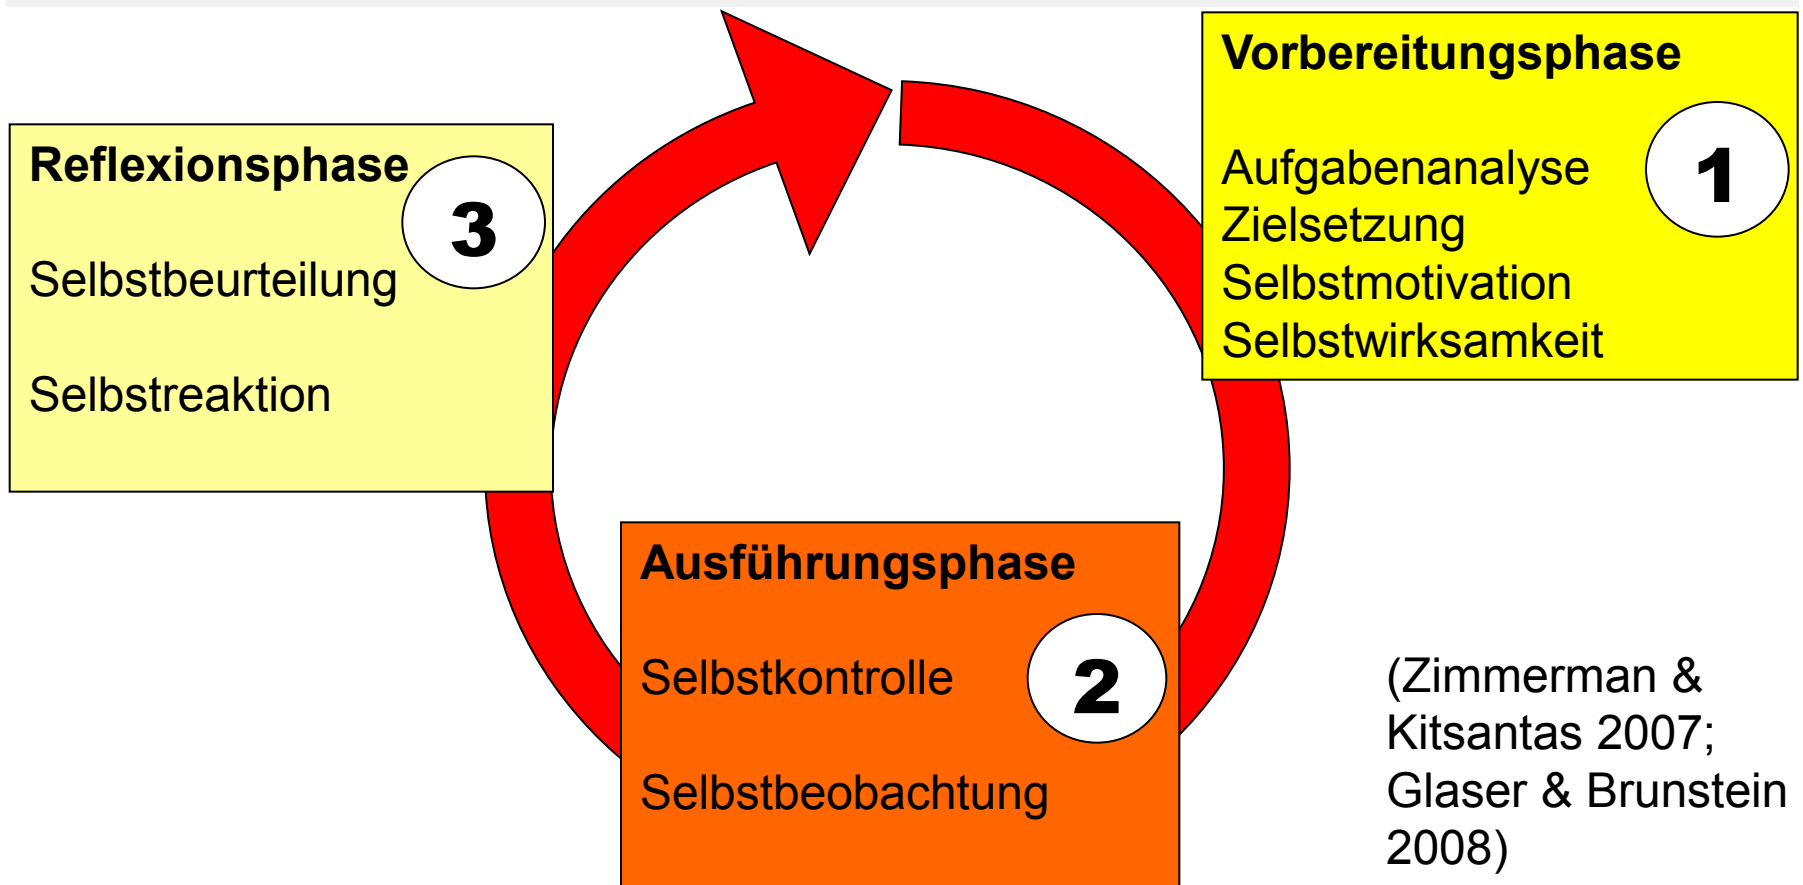 Vorbereitungsphase
Aufgabenanalyse
Zielsetzung
Selbstmotivation
Selbstwirksamkeit
1
Ausführungsphase
Selbstkontrolle
Selbstbeobachtung
2
Reflexionsphase
Selbstbeurteilung
Selbstreaktion
3
(Zimmerman &
Kitsantas 2007;
Glaser & Brunstein
2008)